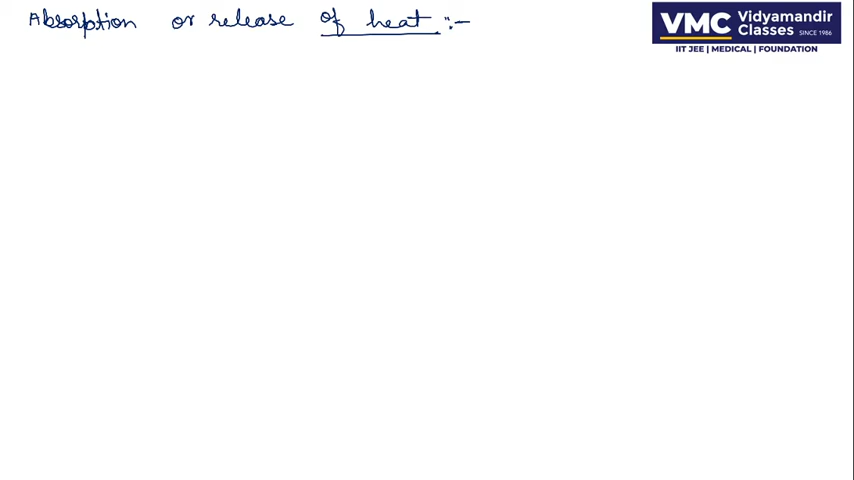 Absorption or release of heat :-
VMC Vidyamandir Classes SINCE 1986
IIT JEE | MEDICAL | FOUNDATION